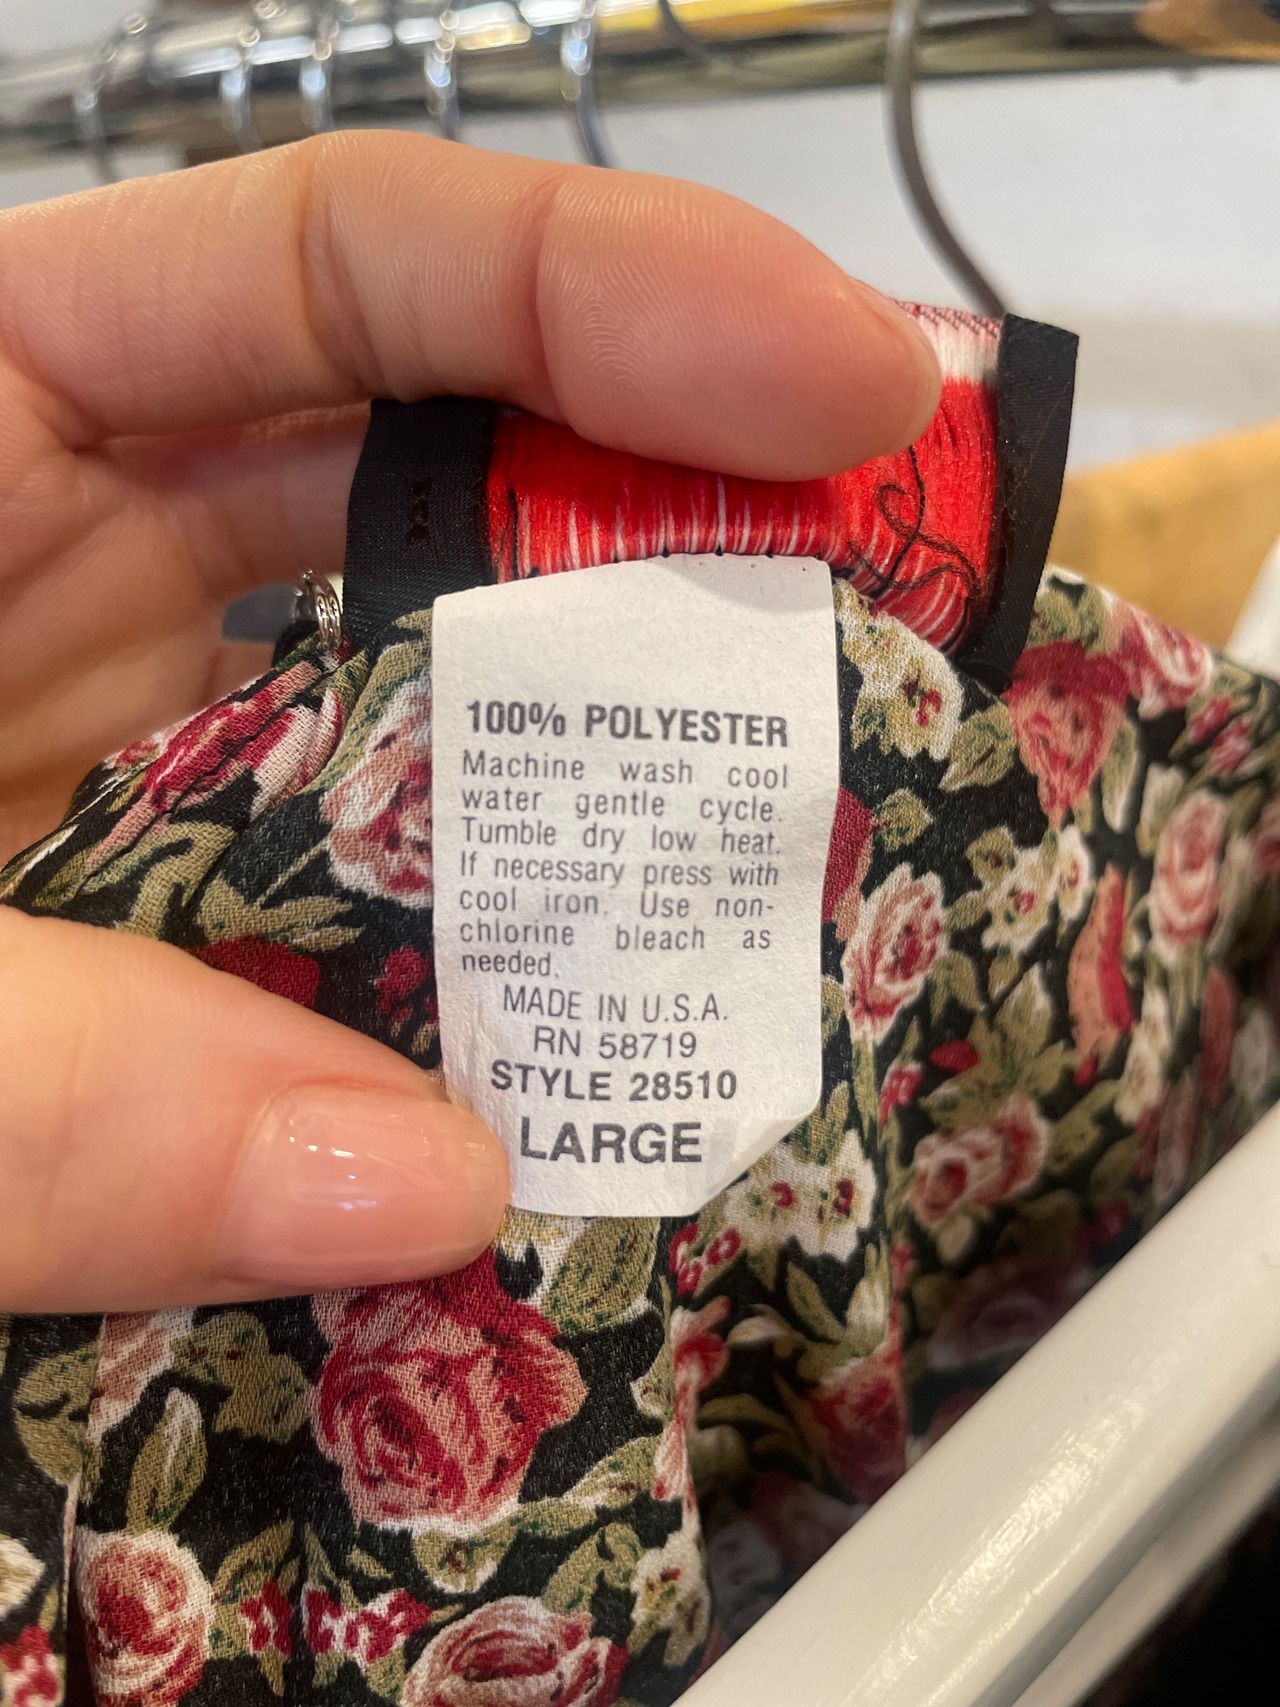 100% POLYESTER
Machine wash cool
water gentle cycle.
Tumble dry low heat.
If necessary press with
cool iron. Use non-
chlorine bleach as
needed.
MADE IN U.S.A.
RN 58719
STYLE 28510
LARGE